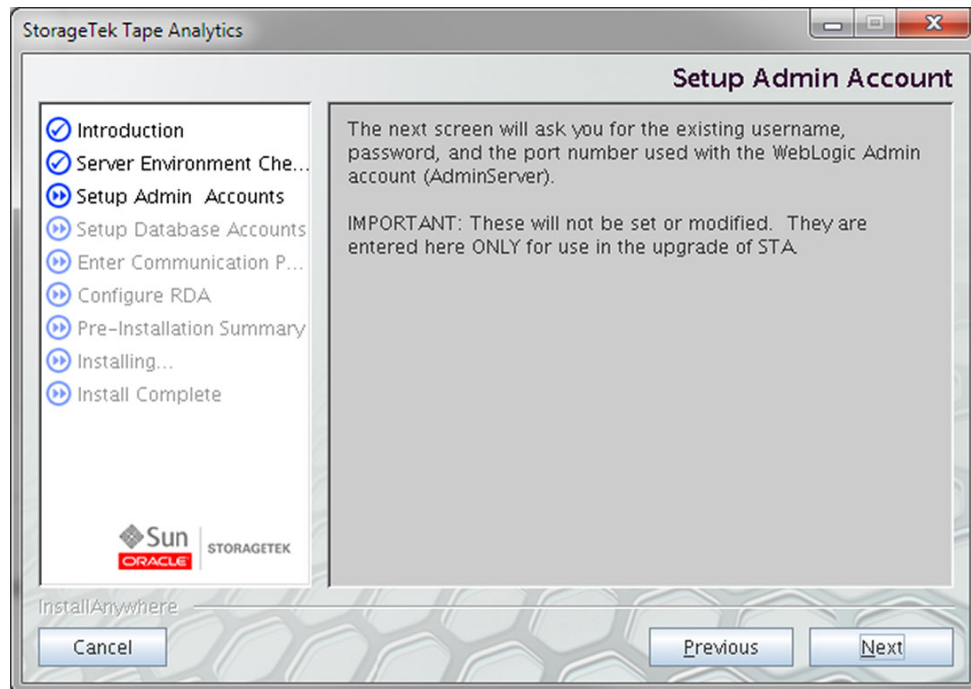 StorageTek Tape Analytics
Setup Admin Account
Introduction
Server Environment Che...
Setup Admin Accounts
Setup Database Accounts
Enter Communication P...
Configure RDA
Pre-Installation Summary
Installing...
Install Complete
The next screen will ask you for the existing username,
password, and the port number used with the WebLogic Admin
account (AdminServer).
IMPORTANT: These will not be set or modified. They are
entered here ONLY for use in the upgrade of STA.
Sun
ORACLE
STORAGETEK
InstallAnywhere
Cancel
Previous
Next